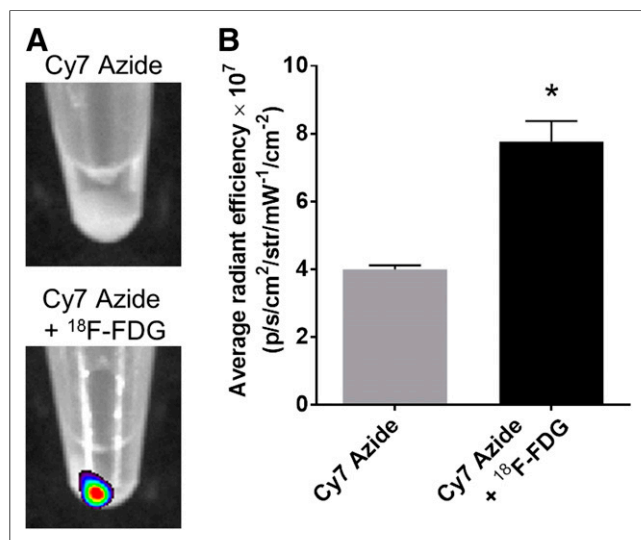 A
Cy7 Azide
Cy7 Azide
+ ¹⁸F-FDG
B
Average radiant efficiency × 10⁷
(p/s/cm²/str/mW⁻¹/cm⁻²)
10
8
6
4
2
0
*
Cy7 Azide
Cy7 Azide
+ ¹⁸F-FDG